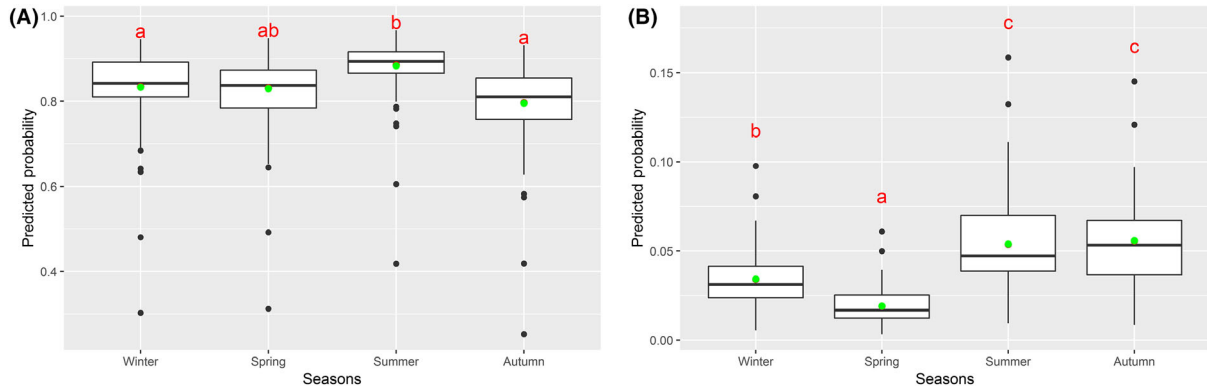 (A)
Predicted probability
1.0
0.8
0.6
0.4
a
ab
b
a
Winter
Spring
Summer
Autumn
Seasons
(B)
Predicted probability
0.15
0.10
0.05
0.00
b
a
c
c
Winter
Spring
Summer
Autumn
Seasons